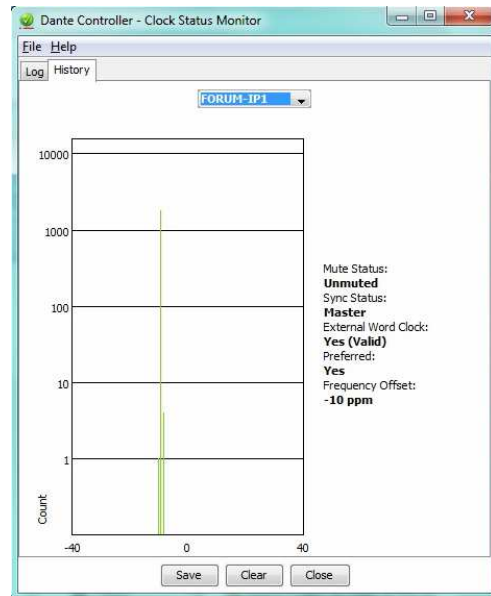 Dante Controller - Clock Status Monitor
File Help
Log History
FORUM-IP1
10000
1000
100
10
1
Count
-40 0 40
Mute Status:
Unmuted
Sync Status:
Master
External Word Clock:
Yes (Valid)
Preferred:
Yes
Frequency Offset:
-10 ppm
Save Clear Close